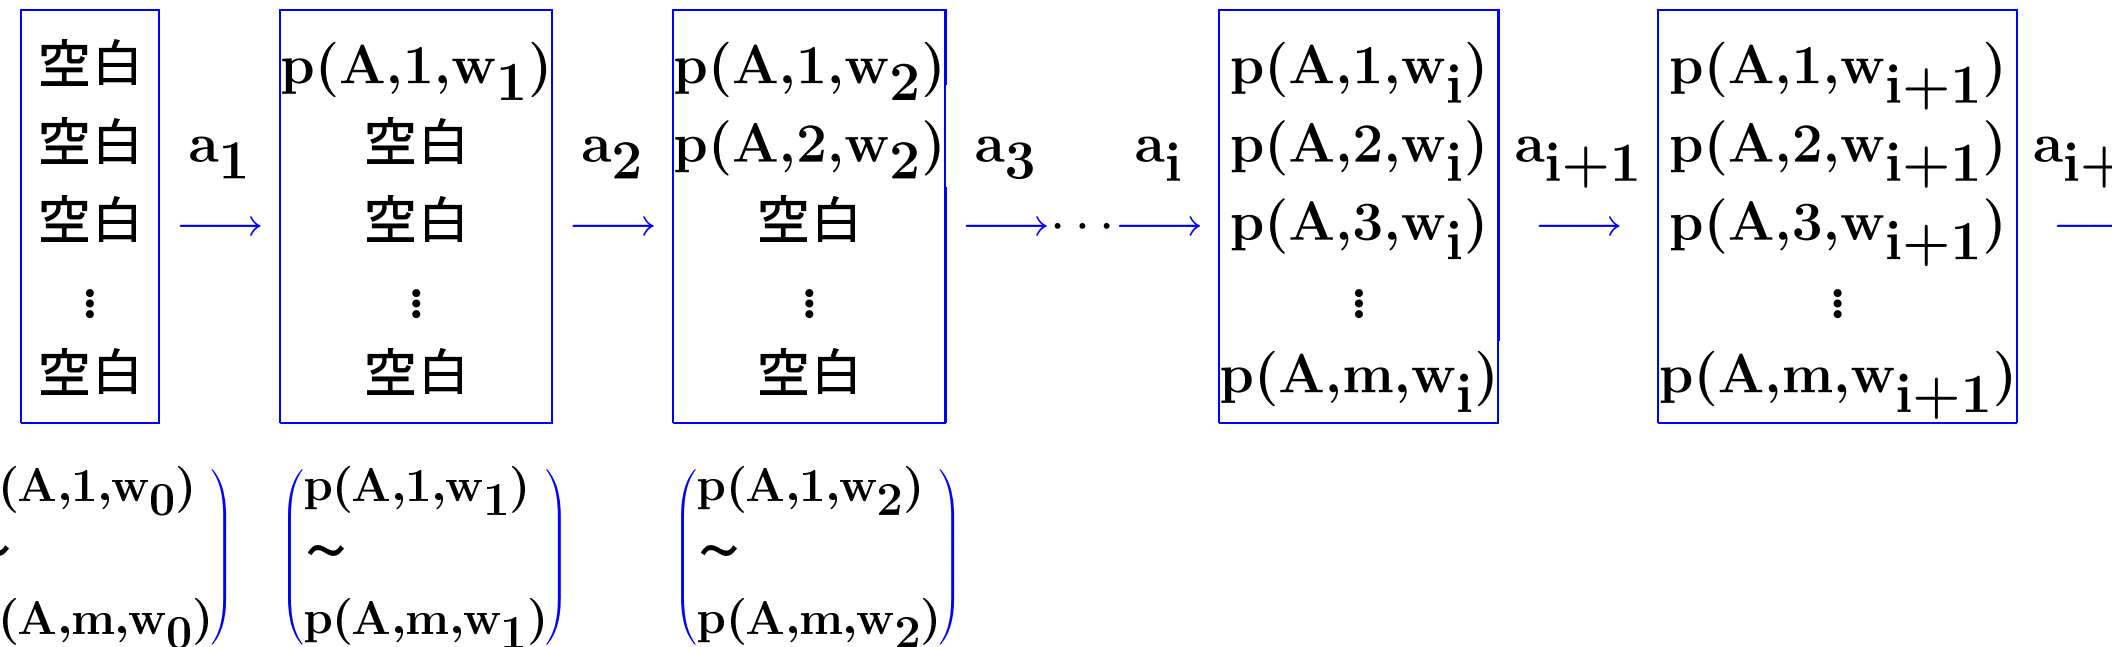 空白
空白
空白
⋮
空白
a1
→
p(A,1,w1)
空白
空白
⋮
空白
a2
→
p(A,1,w2)
p(A,2,w2)
空白
⋮
空白
a3
→ ··· →
ai
p(A,1,wi)
p(A,2,wi)
p(A,3,wi)
⋮
p(A,m,wi)
ai+1
→
p(A,1,wi+1)
p(A,2,wi+1)
p(A,3,wi+1)
⋮
p(A,m,wi+1)
ai+
(A,1,w0)
~
(A,m,w0)
p(A,1,w1)
~
p(A,m,w1)
p(A,1,w2)
~
p(A,m,w2)